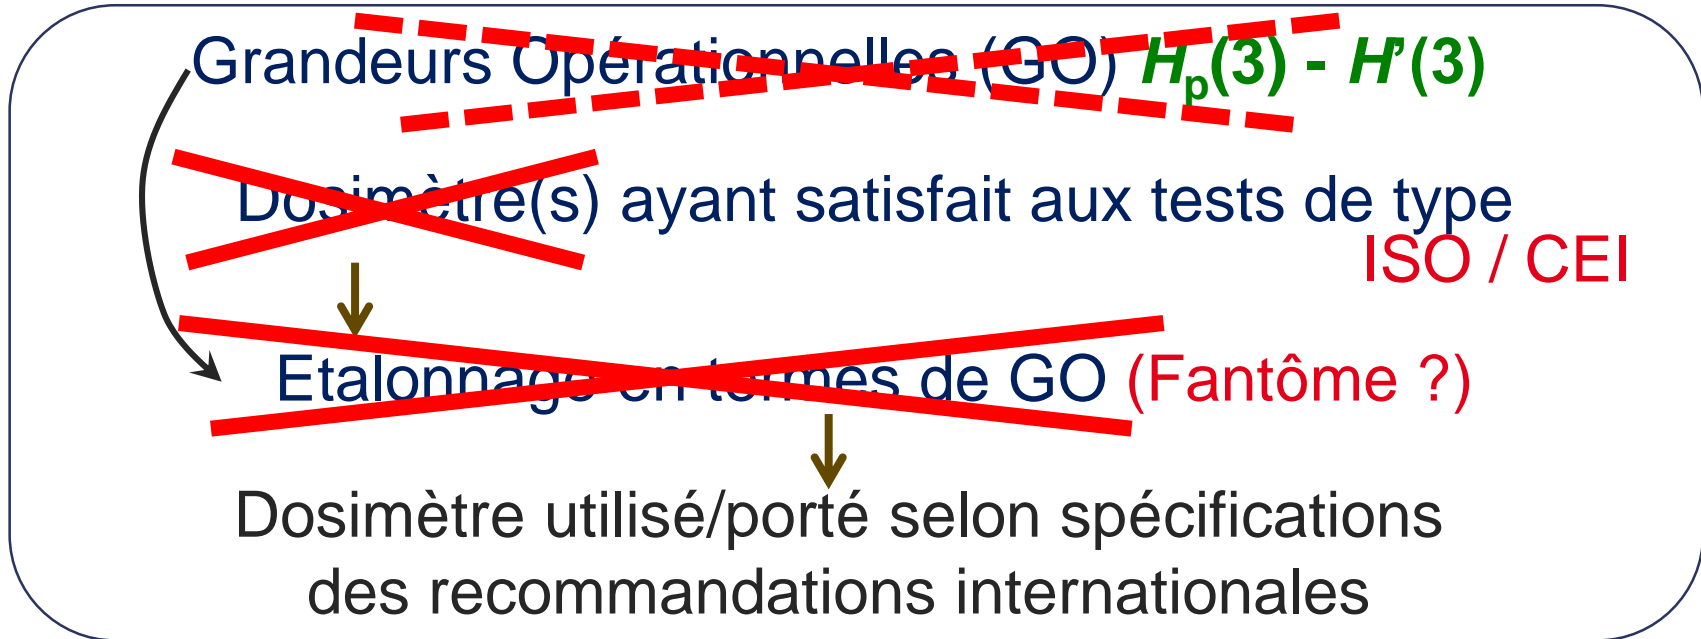 Grandeurs Opérationnelles (GO) Hp(3) - H'(3)
Dosimètre(s) ayant satisfait aux tests de type
ISO / CEI
Etalonnage en termes de GO (Fantôme ?)
Dosimètre utilisé/porté selon spécifications
des recommandations internationales